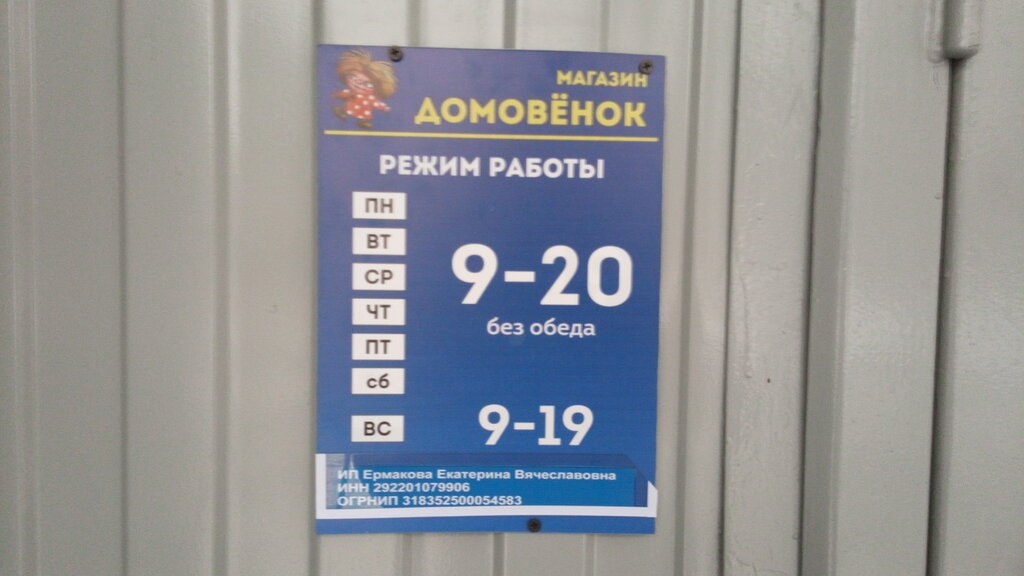 МАГАЗИН
ДОМОВЁНОК
РЕЖИМ РАБОТЫ
ПН
ВТ
СР
ЧТ
ПТ
сб
9-20
без обеда
ВС
9-19
ИП Ермакова Екатерина Вячеславовна
ИНН 292201079906
ОГРНИП 318352500054583